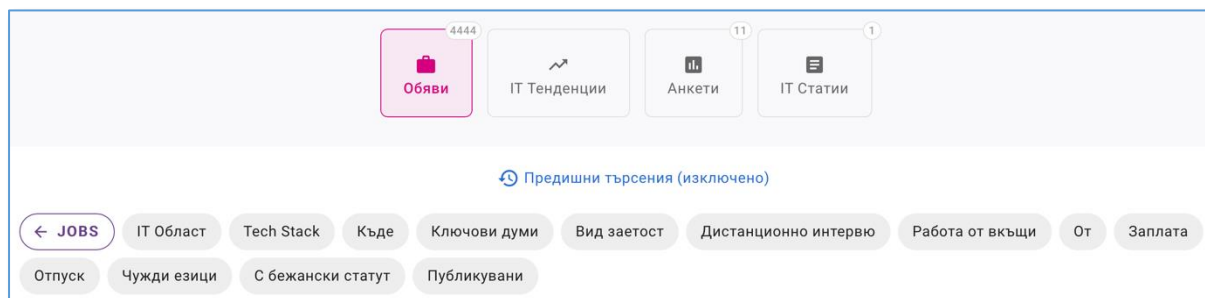 4444 11 1
Обяви IT Тенденции Анкети IT Статии
Предишни търсения (изключено)
← JOBS IT Област Tech Stack Къде Ключови думи Вид заетост Дистанционно интервю Работа от вкъщи От Заплата
Отпуск Чужди езици С бежански статут Публикувани